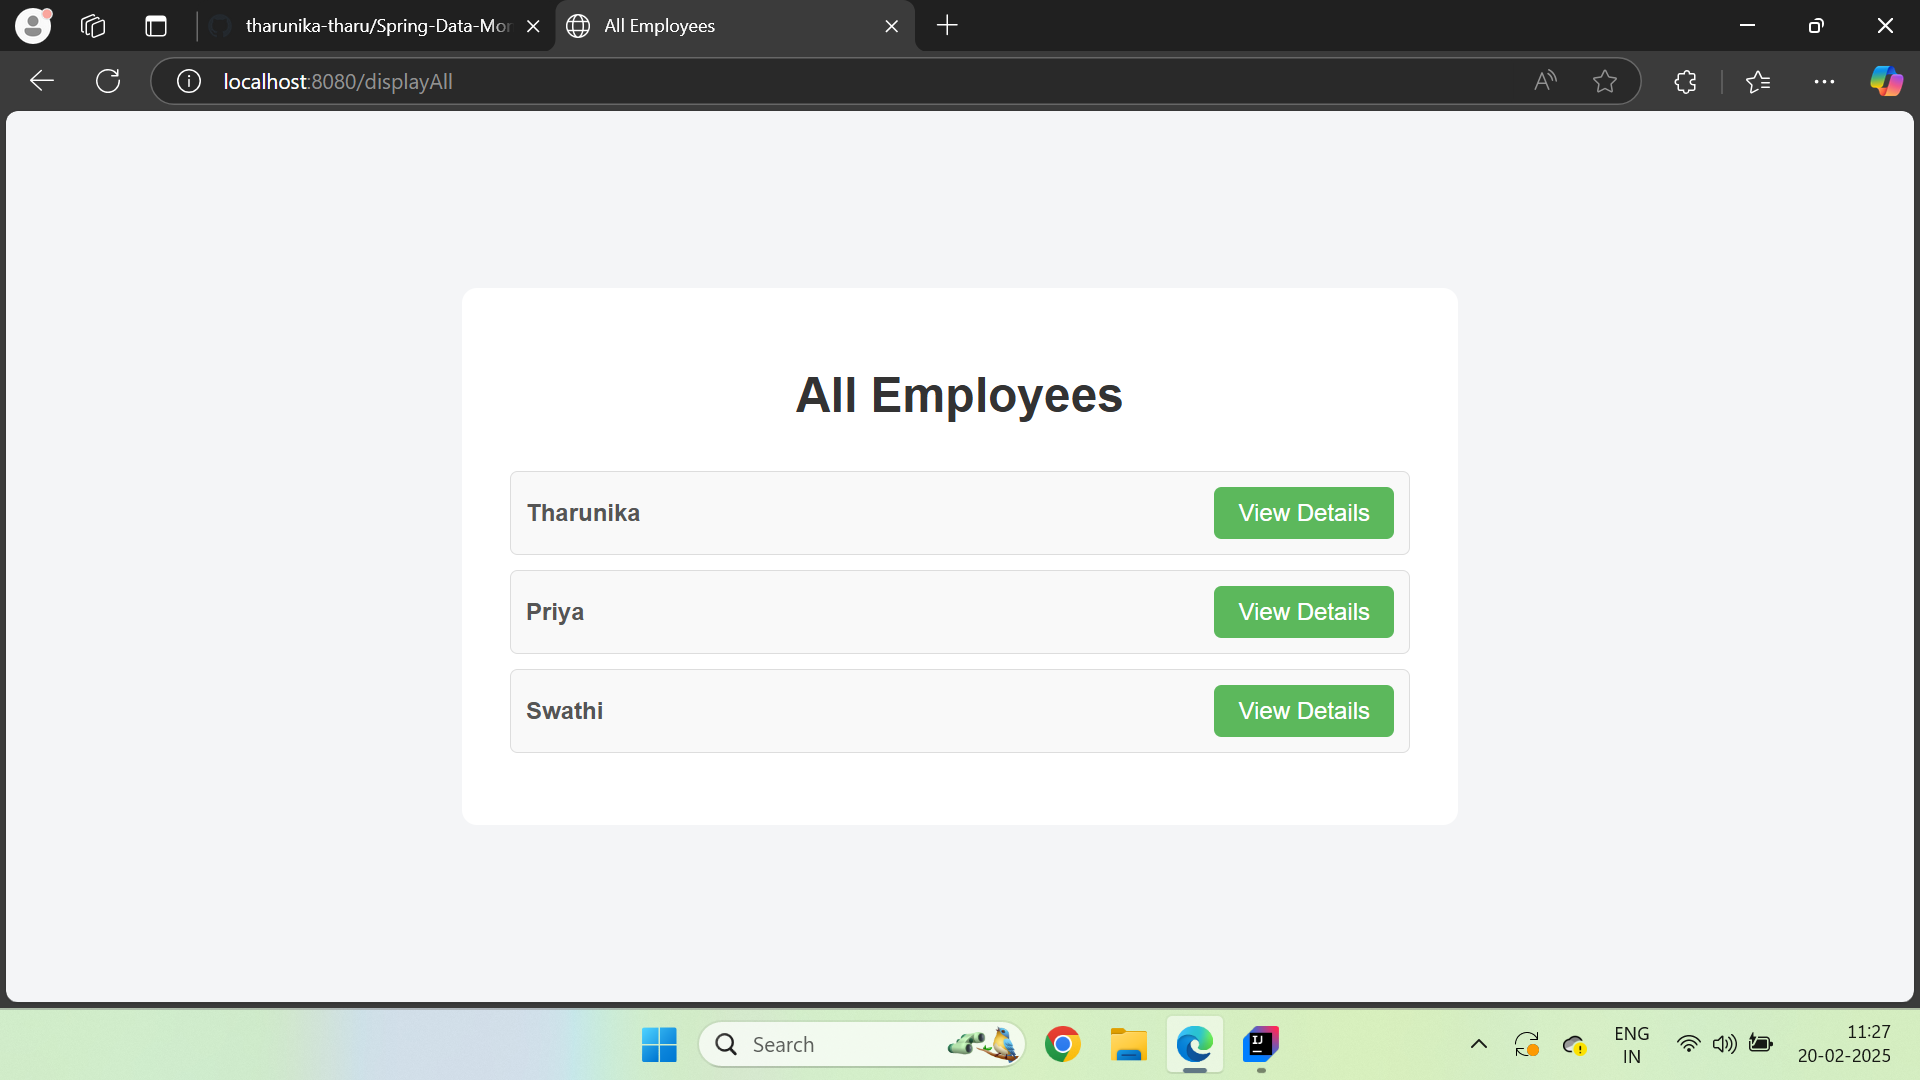 tharunika-tharu/Spring-Data-Mor
All Employees
localhost:8080/displayAll
All Employees
Tharunika
View Details
Priya
View Details
Swathi
View Details
Search
ENG
IN
11:27
20-02-2025